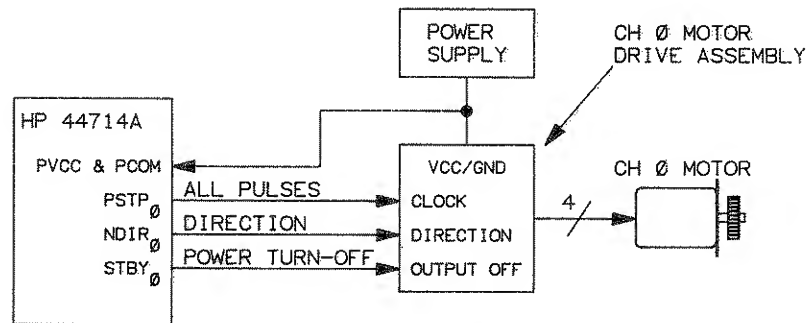 POWER
SUPPLY
CH Ø MOTOR
DRIVE ASSEMBLY
HP 44714A
PVCC & PCOM
PSTPØ
NDIRØ
STBYØ
ALL PULSES
DIRECTION
POWER TURN-OFF
VCC/GND
CLOCK
DIRECTION
OUTPUT OFF
4
CH Ø MOTOR